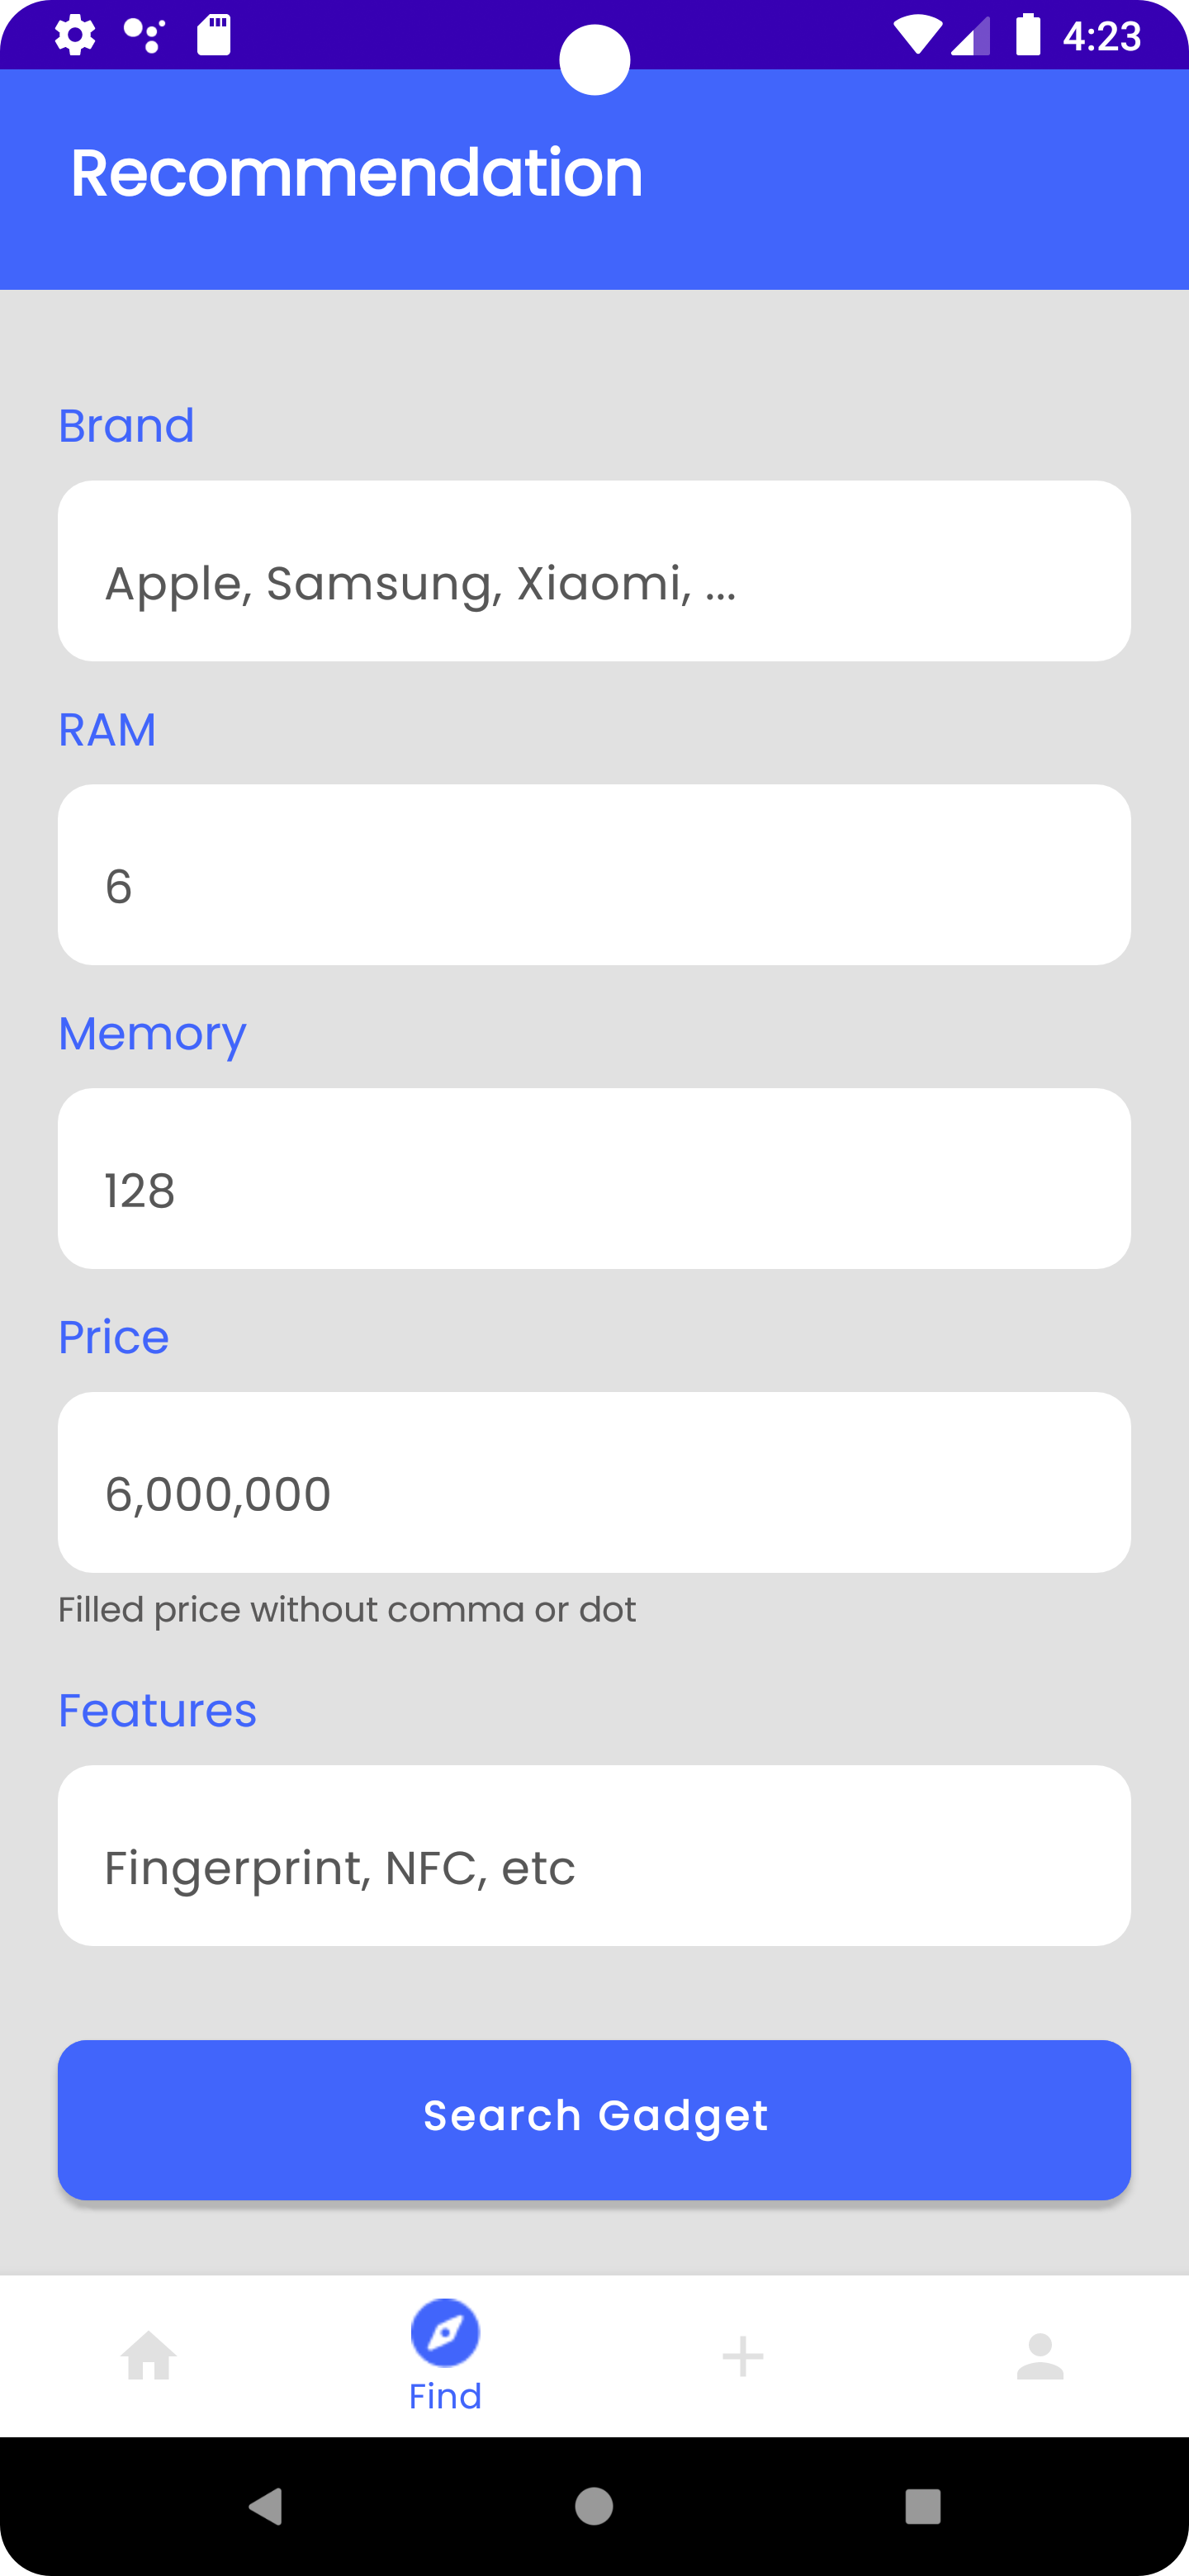 4:23
Recommendation
Brand
Apple, Samsung, Xiaomi, ...
RAM
6
Memory
128
Price
6,000,000
Filled price without comma or dot
Features
Fingerprint, NFC, etc
Search Gadget
Find